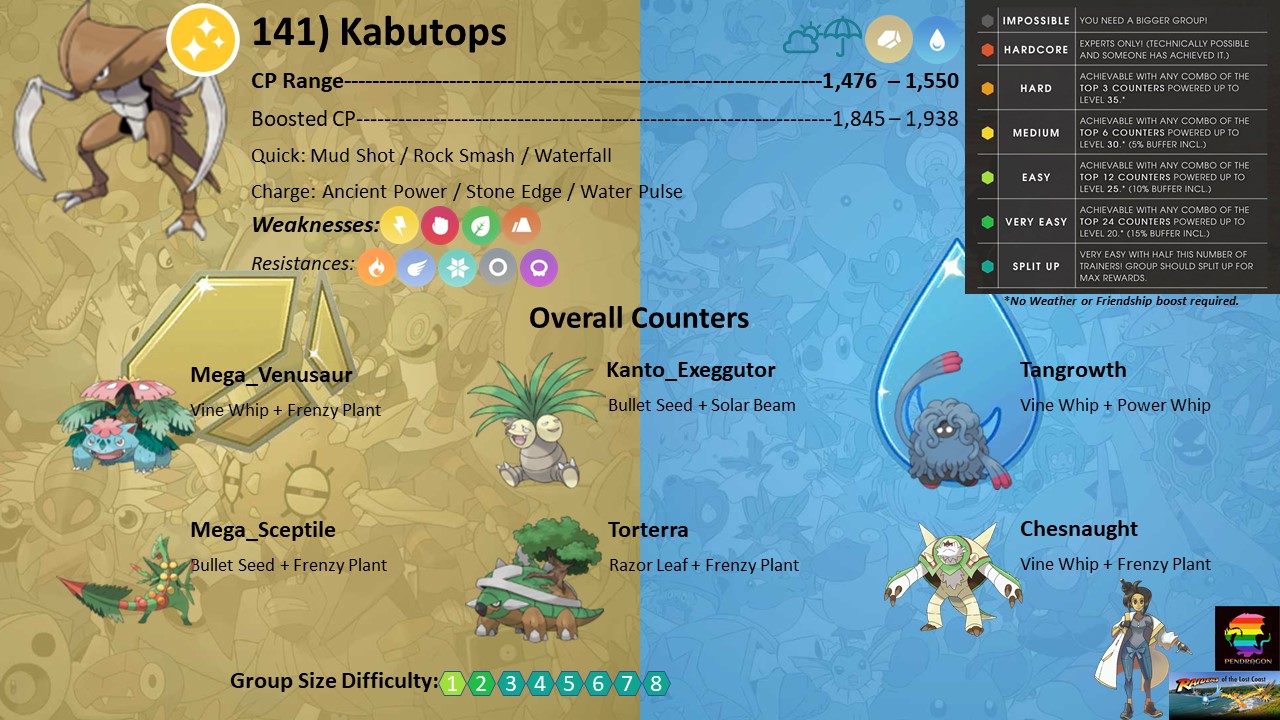 141) Kabutops
CP Range--------------------------------------------------------------------1,476 – 1,550
Boosted CP--------------------------------------------------------------------1,845 – 1,938
Quick: Mud Shot / Rock Smash / Waterfall
Charge: Ancient Power / Stone Edge / Water Pulse
Weaknesses:
Resistances:
IMPOSSIBLE YOU NEED A BIGGER GROUP!
HARDCORE EXPERTS ONLY! (TECHNICALLY POSSIBLE
AND SOMEONE HAS ACHIEVED IT.)
HARD ACHIEVABLE WITH ANY COMBO OF THE
TOP 3 COUNTERS POWERED UP TO
LEVEL 35.*
MEDIUM ACHIEVABLE WITH ANY COMBO OF THE
TOP 6 COUNTERS POWERED UP TO
LEVEL 30.* (5% BUFFER INCL.)
EASY ACHIEVABLE WITH ANY COMBO OF THE
TOP 12 COUNTERS POWERED UP TO
LEVEL 25.* (10% BUFFER INCL.)
VERY EASY ACHIEVABLE WITH ANY COMBO OF THE
TOP 24 COUNTERS POWERED UP TO
LEVEL 20.* (15% BUFFER INCL.)
SPLIT UP VERY EASY WITH HALF THIS NUMBER OF
TRAINERS! GROUP SHOULD SPLIT UP FOR
MAX REWARDS.
*No Weather or Friendship boost required.
Overall Counters
Mega_Venusaur
Vine Whip + Frenzy Plant
Kanto_Exeggutor
Bullet Seed + Solar Beam
Tangrowth
Vine Whip + Power Whip
Mega_Sceptile
Bullet Seed + Frenzy Plant
Torterra
Razor Leaf + Frenzy Plant
Chesnaught
Vine Whip + Frenzy Plant
Group Size Difficulty: 1 2 3 4 5 6 7 8
PENDRAGON
RAIDERS of the Lost Coast